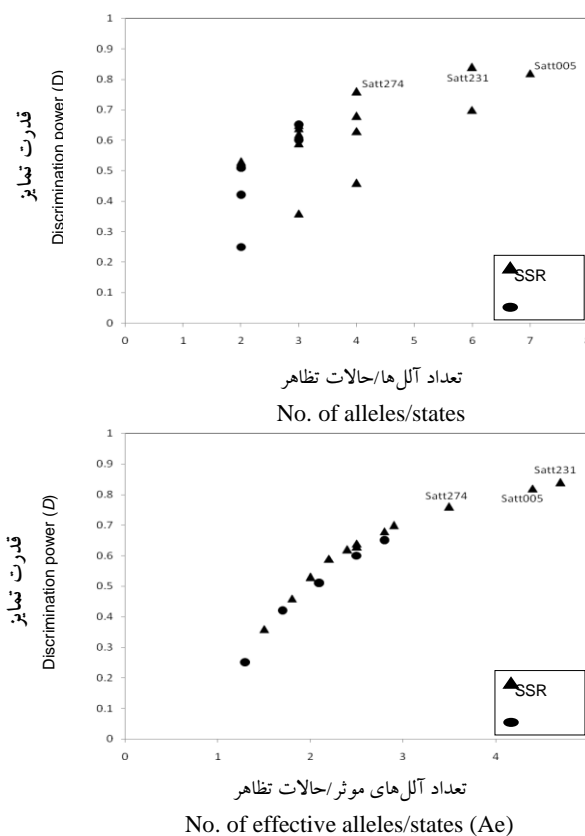 قدرت تمایز
Discrimination power (D)
1
0.9
0.8
0.7
0.6
0.5
0.4
0.3
0.2
0.1
0
Satt274
Satt231
Satt005
SSR
0 1 2 3 4 5 6 7 8
تعداد آلل‌ها/حالات تظاهر
No. of alleles/states
قدرت تمایز
Discrimination power (D)
1
0.9
0.8
0.7
0.6
0.5
0.4
0.3
0.2
0.1
0
Satt274
Satt005
Satt231
SSR
0 1 2 3 4
تعداد آلل‌های موثر/حالات تظاهر
No. of effective alleles/states (Ae)